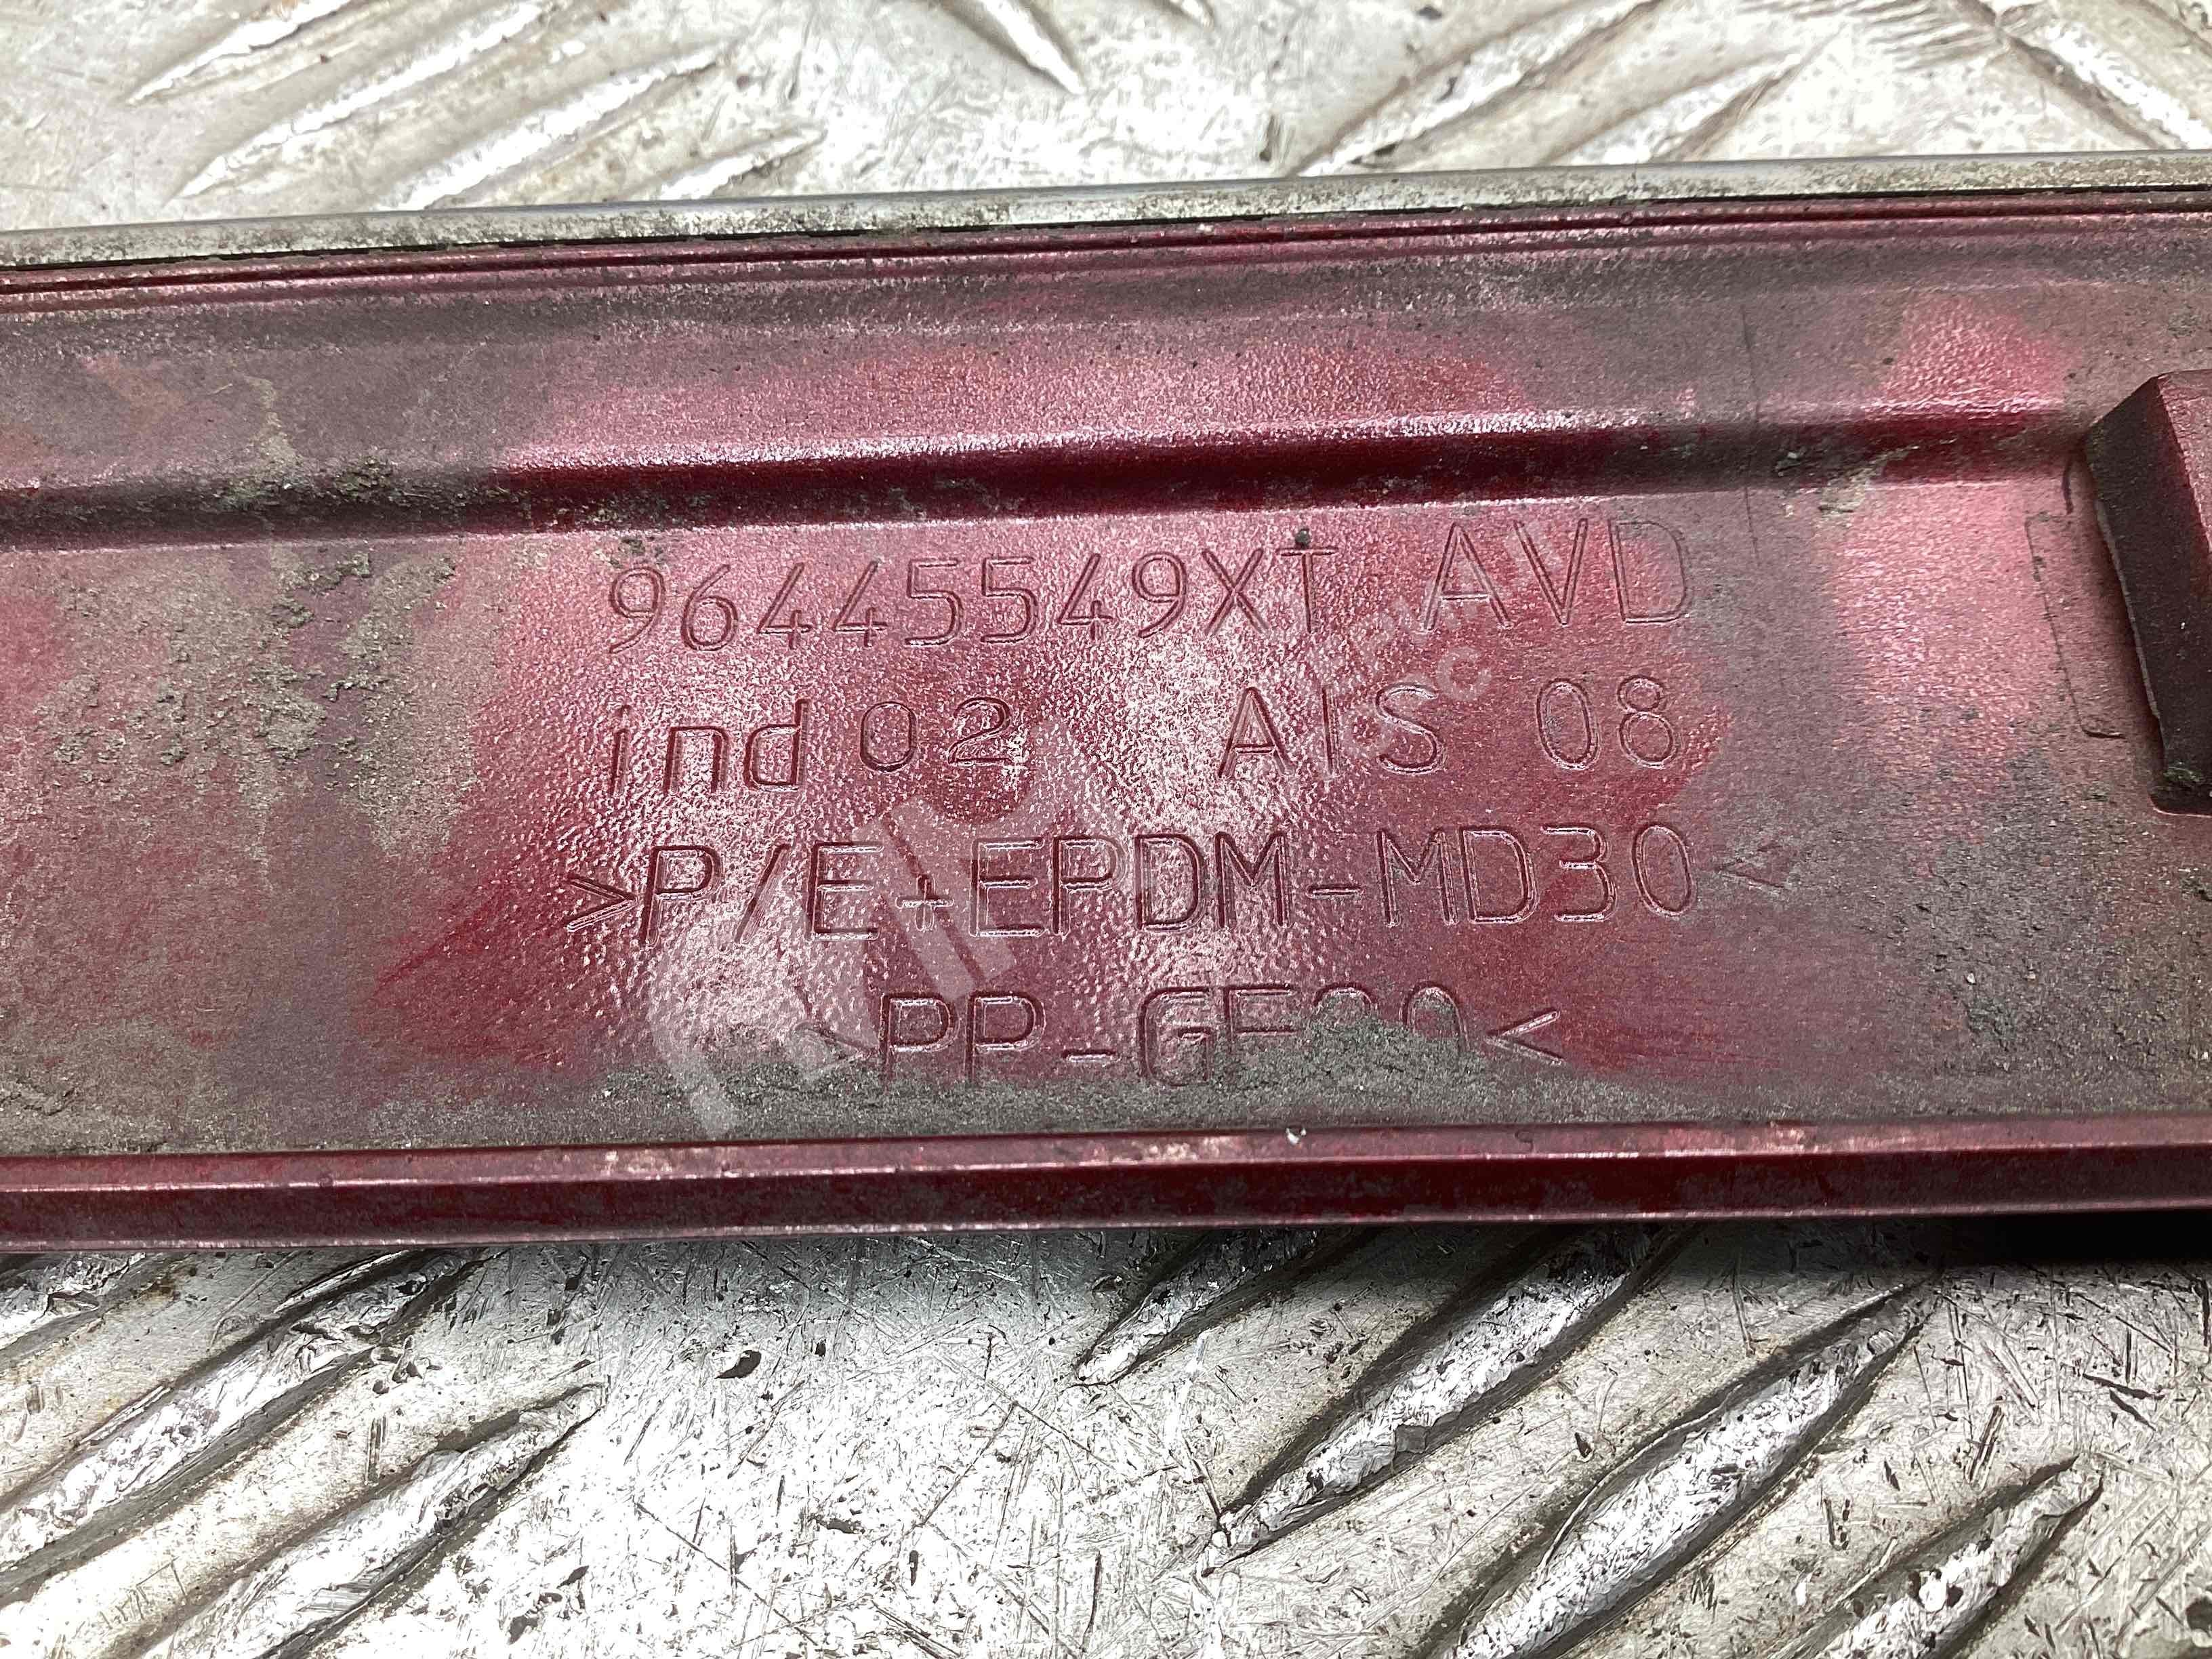 96445549XT AVD
ind 02 AIS 08
>P/E+EPDM-MD30<